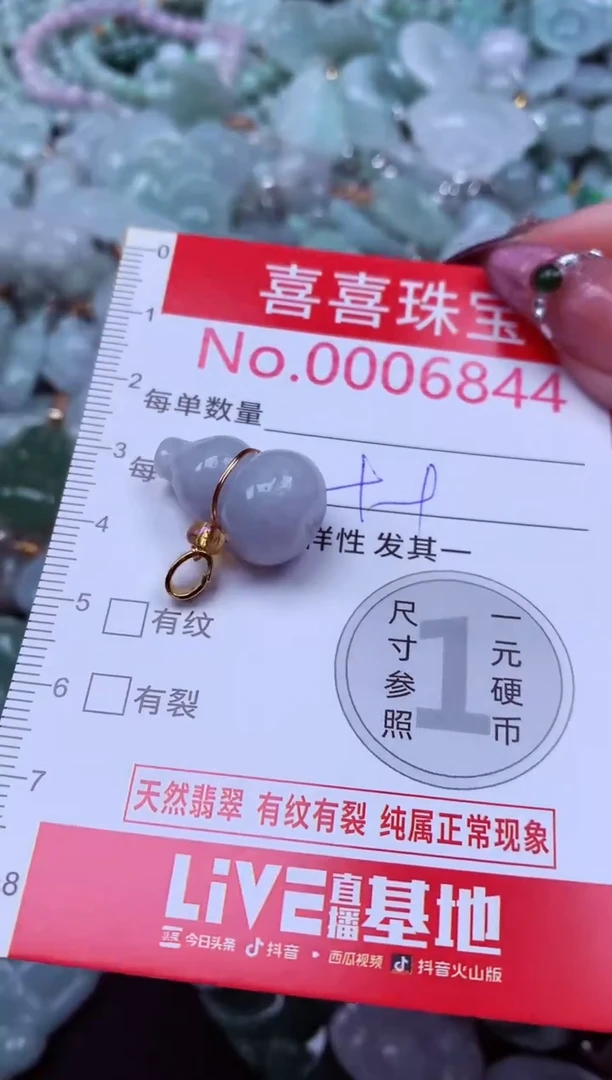 0
喜喜珠宝
1
No.0006844
2
每单数量
3
每
4
样性 发其一
5
有纹
尺寸参照
1
一元硬币
6
有裂
7
天然翡翠 有纹有裂 纯属正常现象
8
LiVE直播基地
头条 今日头条 抖音 西瓜视频 抖音火山版